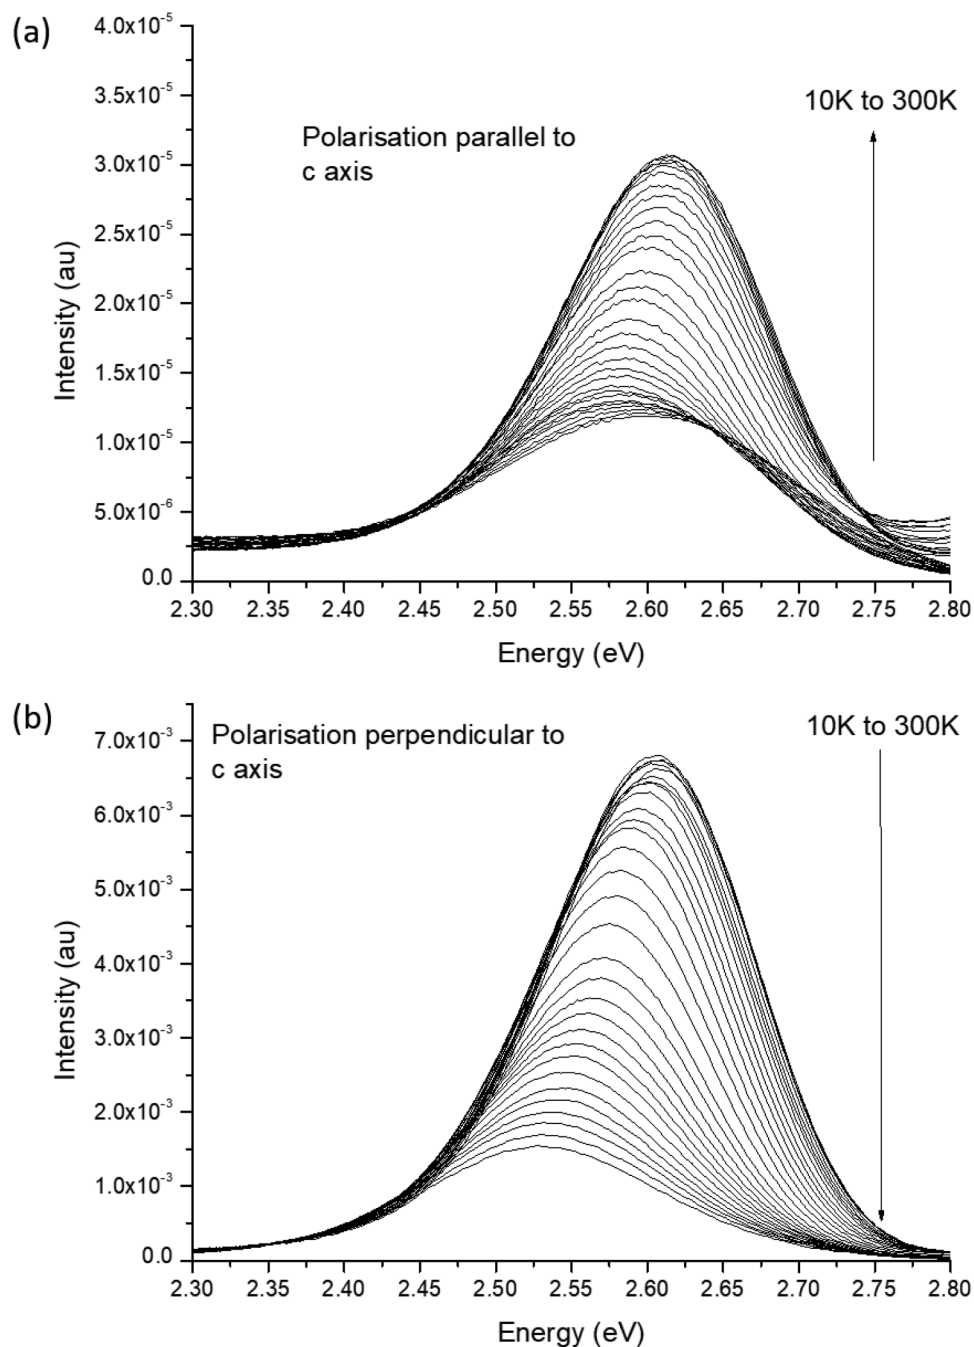 (a)
4.0x10⁻⁵
3.5x10⁻⁵
3.0x10⁻⁵
2.5x10⁻⁵
2.0x10⁻⁵
1.5x10⁻⁵
1.0x10⁻⁵
5.0x10⁻⁶
0.0
Intensity (au)
Polarisation parallel to
c axis
10K to 300K
2.30 2.35 2.40 2.45 2.50 2.55 2.60 2.65 2.70 2.75 2.80
Energy (eV)
(b)
7.0x10⁻³
6.0x10⁻³
5.0x10⁻³
4.0x10⁻³
3.0x10⁻³
2.0x10⁻³
1.0x10⁻³
0.0
Intensity (au)
Polarisation perpendicular to
c axis
10K to 300K
2.30 2.35 2.40 2.45 2.50 2.55 2.60 2.65 2.70 2.75 2.80
Energy (eV)